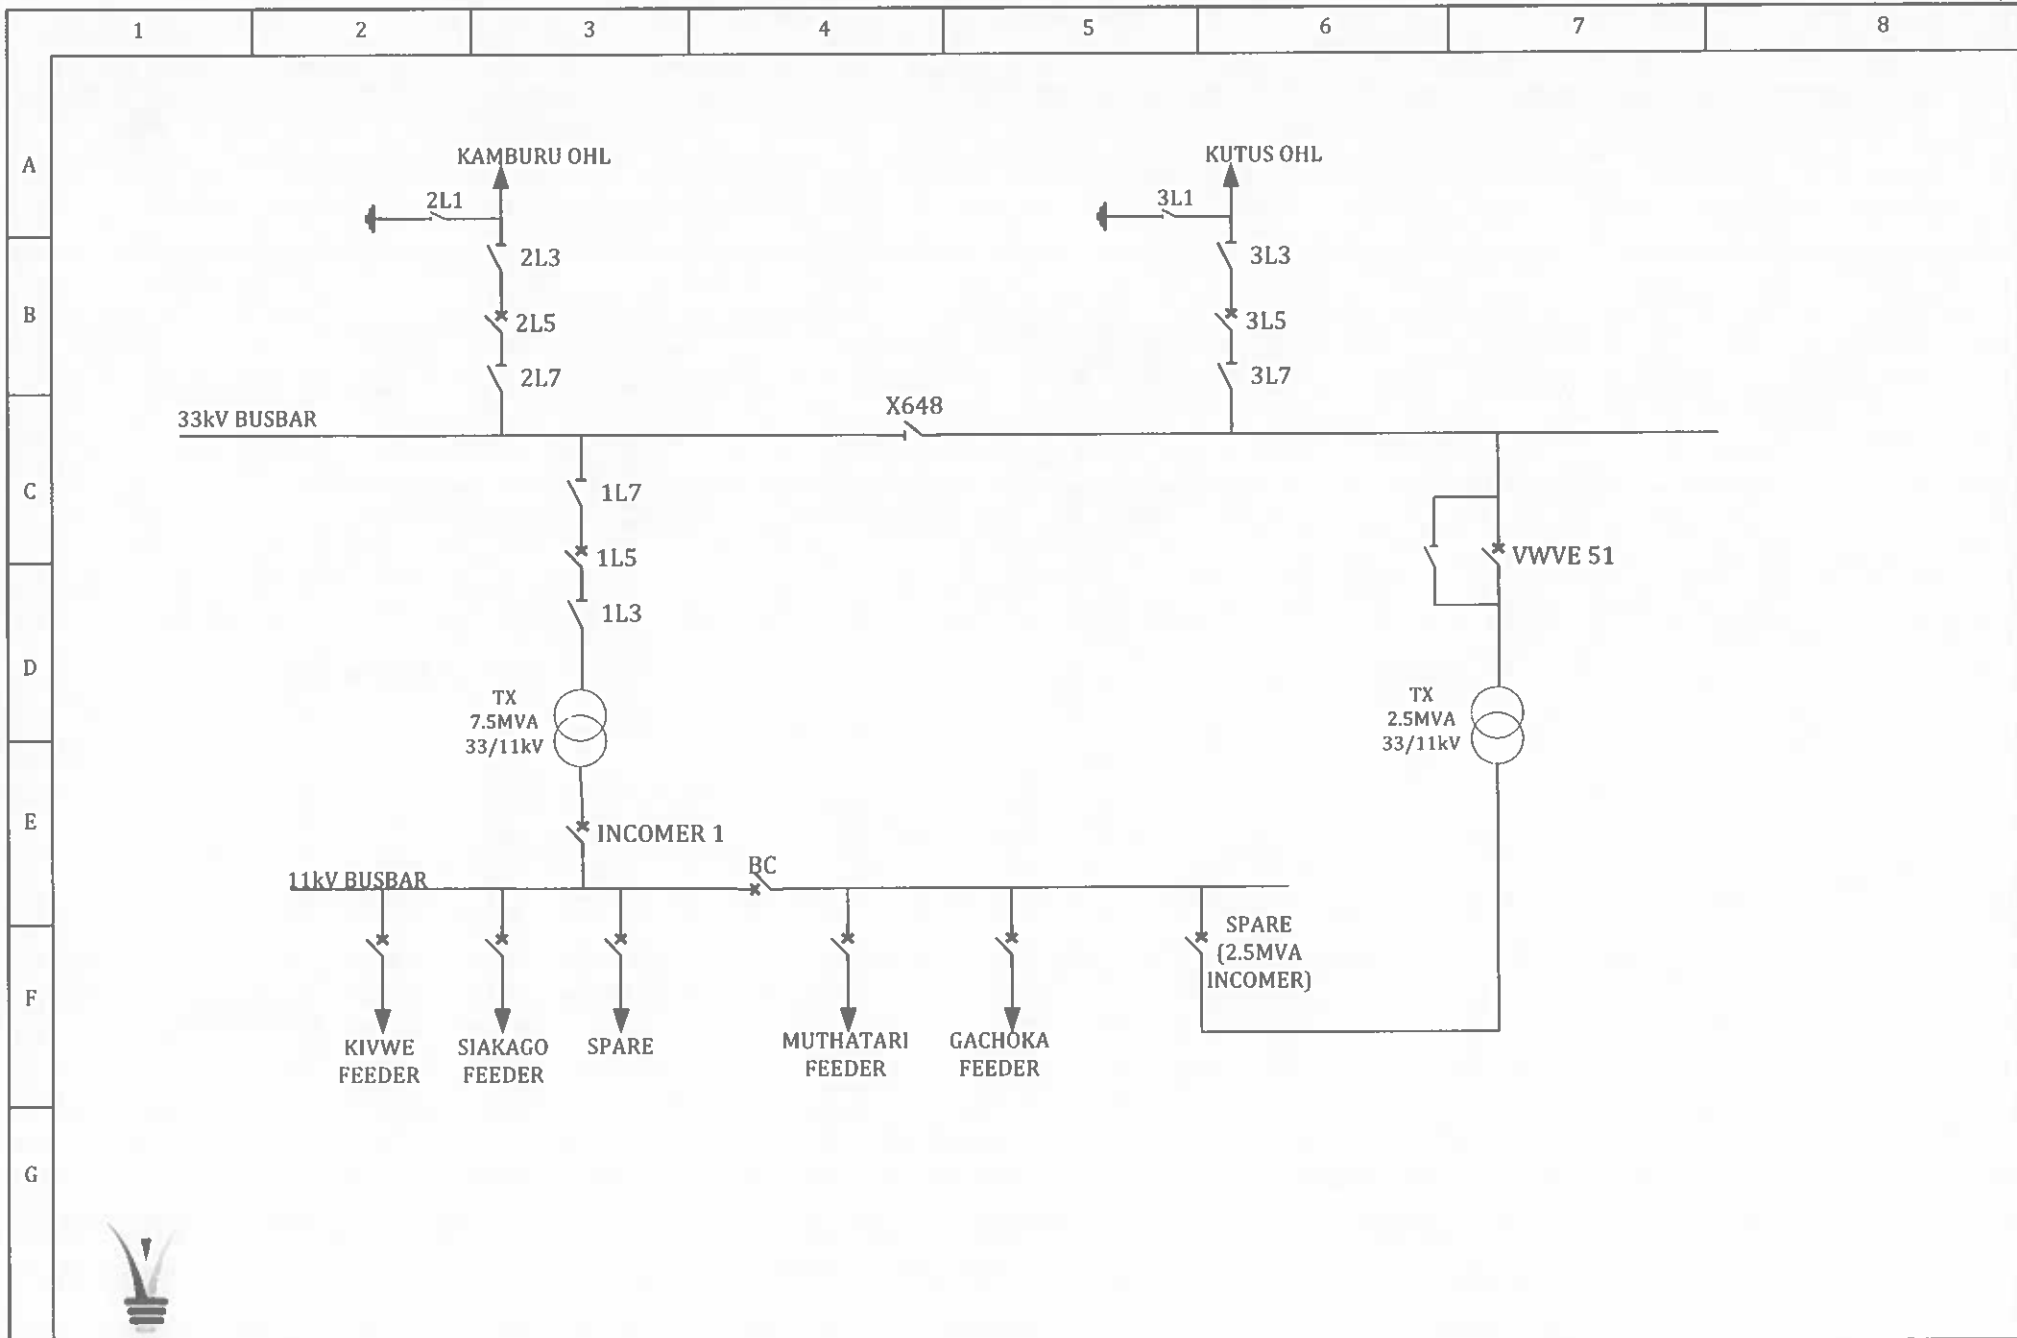 1 2 3 4 5 6 7 8
A
B
C
D
E
F
G
KAMBURU OHL
2L1
2L3
2L5
2L7
KUTUS OHL
3L1
3L3
3L5
3L7
33kV BUSBAR
X648
1L7
1L5
1L3
VWVE 51
TX
7.5MVA
33/11kV
TX
2.5MVA
33/11kV
INCOMER 1
11kV BUSBAR
BC
KIVWE
FEEDER
SIAKAGO
FEEDER
SPARE
MUTHATARI
FEEDER
GACHOKA
FEEDER
SPARE
(2.5MVA
INCOMER)